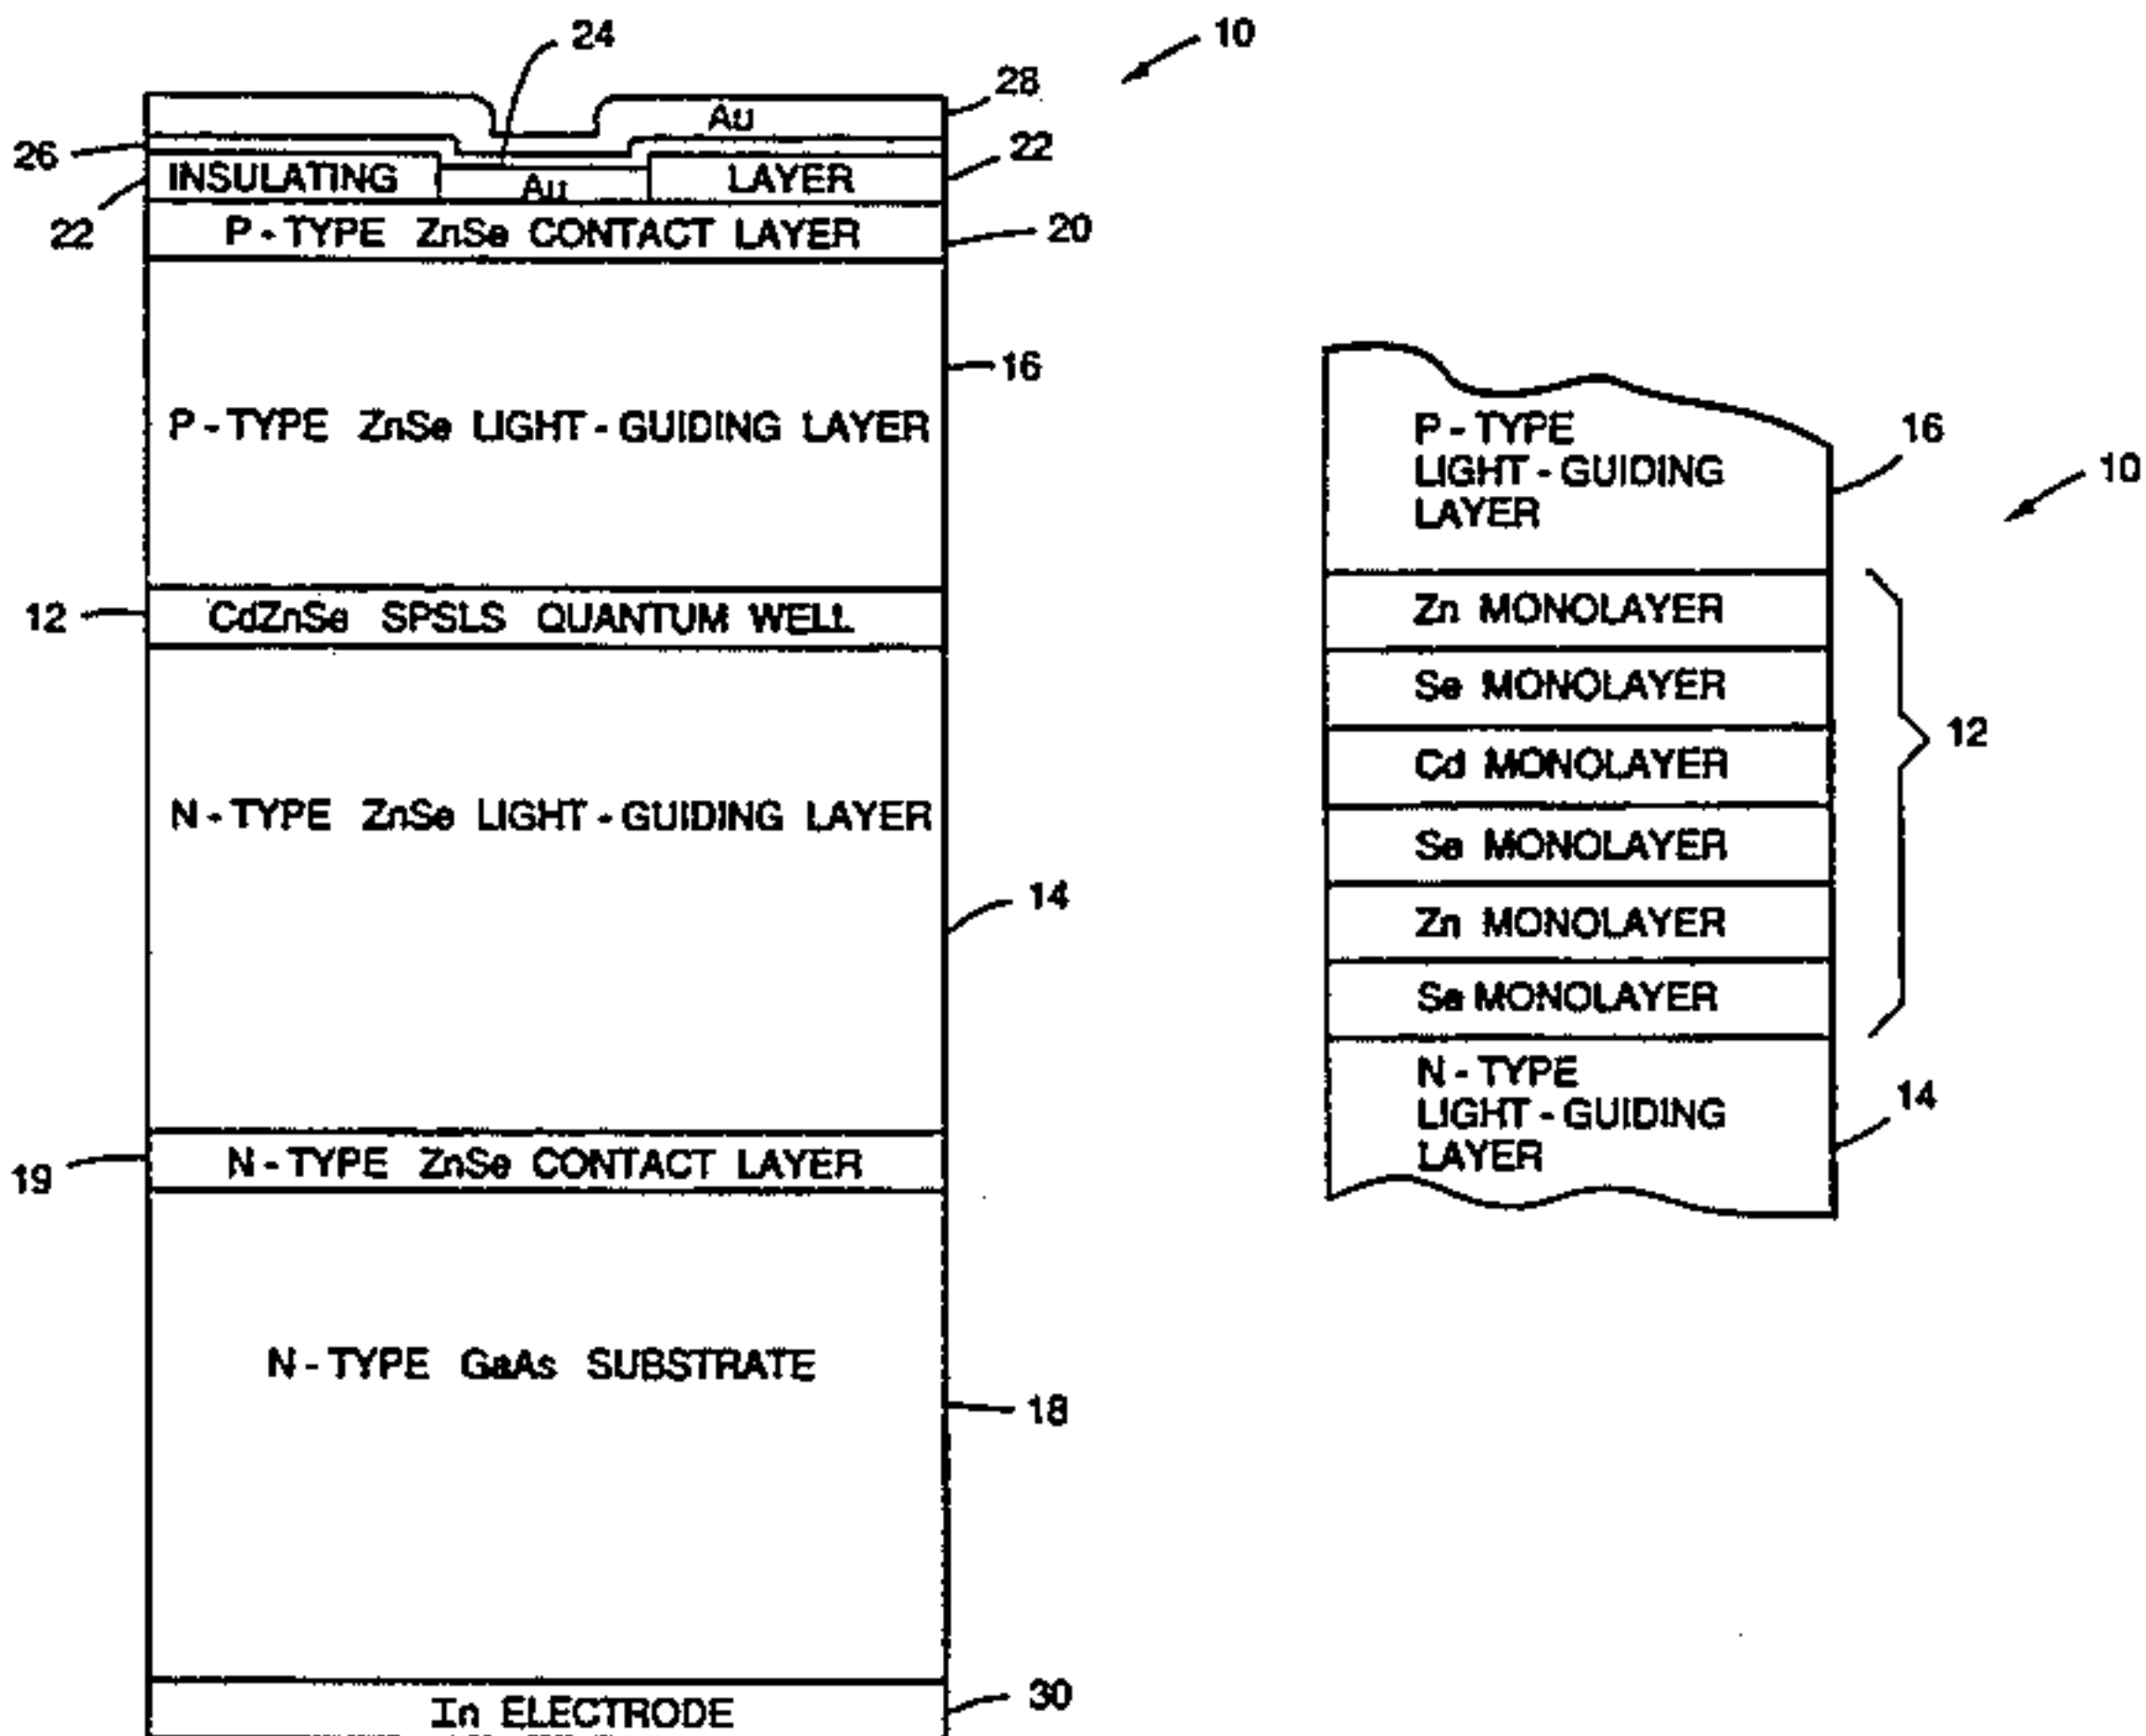 24
10
28
Au
26
22
INSULATING
Au
LAYER
22
P - TYPE ZnSe CONTACT LAYER
20
16
P - TYPE ZnSe LIGHT - GUIDING LAYER
12
CdZnSe SPSLS QUANTUM WELL
N - TYPE ZnSe LIGHT - GUIDING LAYER
14
19
N - TYPE ZnSe CONTACT LAYER
N - TYPE GaAs SUBSTRATE
18
In ELECTRODE
30
P - TYPE
LIGHT - GUIDING
LAYER
16
10
Zn MONOLAYER
Se MONOLAYER
Cd MONOLAYER
12
Se MONOLAYER
Zn MONOLAYER
Se MONOLAYER
N - TYPE
LIGHT - GUIDING
LAYER
14